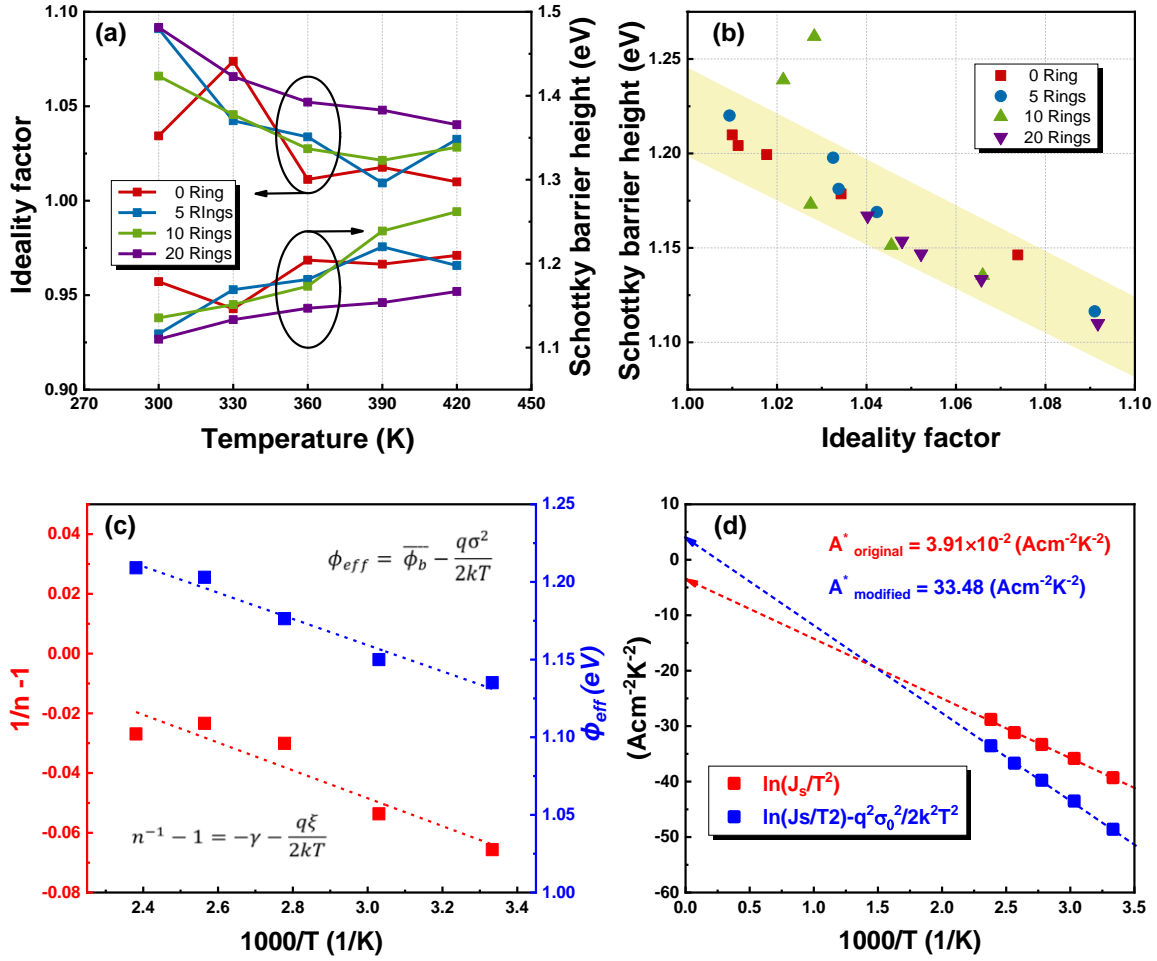 (a)
Ideality factor
1.10
1.05
1.00
0.95
0.90
1.5
1.4
1.3
1.2
1.1
Schottky barrier height (eV)
0 Ring
5 RIngs
10 Rings
20 Rings
270 300 330 360 390 420 450
Temperature (K)
(b)
Schottky barrier height (eV)
1.25
1.20
1.15
1.10
0 Ring
5 Rings
10 Rings
20 Rings
1.00 1.02 1.04 1.06 1.08 1.10
Ideality factor
(c)
1/n -1
0.04
0.02
0.00
-0.02
-0.04
-0.06
-0.08
1.25
1.20
1.15
1.10
1.05
1.00
ϕeff (eV)
ϕeff = ϕb̅ − qσ²/2kT
n⁻¹ − 1 = −γ − qξ/2kT
2.4 2.6 2.8 3.0 3.2 3.4
1000/T (1/K)
(d)
(Acm-2K-2)
10
0
-10
-20
-30
-40
-50
-60
A* original = 3.91×10-2 (Acm-2K-2)
A* modified = 33.48 (Acm-2K-2)
ln(Js/T2)
ln(Js/T2)-q2σ02/2k2T2
0.0 0.5 1.0 1.5 2.0 2.5 3.0 3.5
1000/T (1/K)